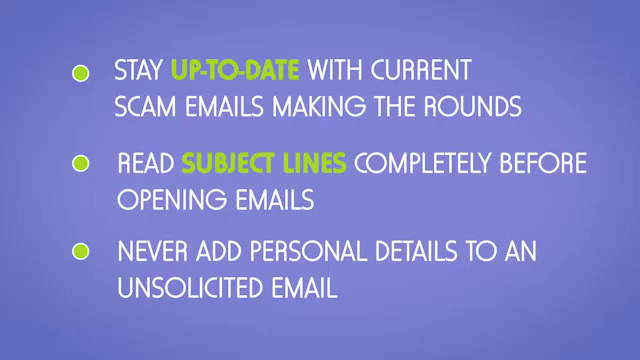 STAY UP-TO-DATE WITH CURRENT
SCAM EMAILS MAKING THE ROUNDS
READ SUBJECT LINES COMPLETELY BEFORE
OPENING EMAILS
NEVER ADD PERSONAL DETAILS TO AN
UNSOLICITED EMAIL